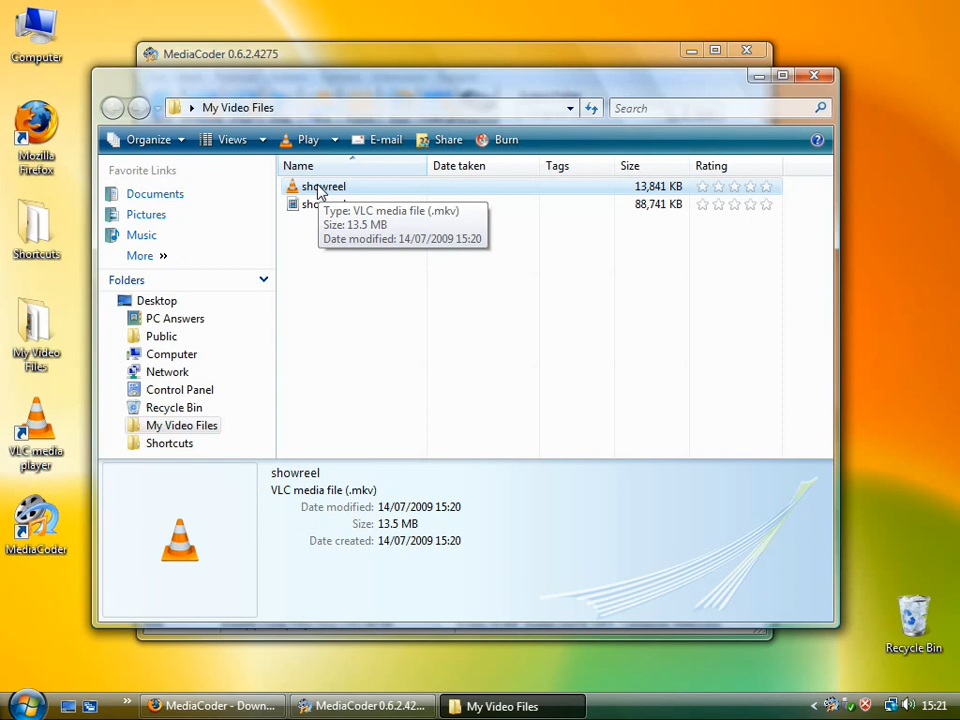 Computer
Mozilla
Firefox
Shortcuts
My Video
Files
VLC media
player
MediaCoder
Recycle Bin
MediaCoder 0.6.2.4275
My Video Files
Search
Organize
Views
Play
E-mail
Share
Burn
Favorite Links
Documents
Pictures
Music
More
Folders
Desktop
PC Answers
Public
Computer
Network
Control Panel
Recycle Bin
My Video Files
Shortcuts
Name
Date taken
Tags
Size
Rating
showreel
13,841 KB
88,741 KB
Type: VLC media file (.mkv)
Size: 13.5 MB
Date modified: 14/07/2009 15:20
showreel
VLC media file (.mkv)
Date modified: 14/07/2009 15:20
Size: 13.5 MB
Date created: 14/07/2009 15:20
MediaCoder - Down...
MediaCoder 0.6.2.42...
My Video Files
15:21